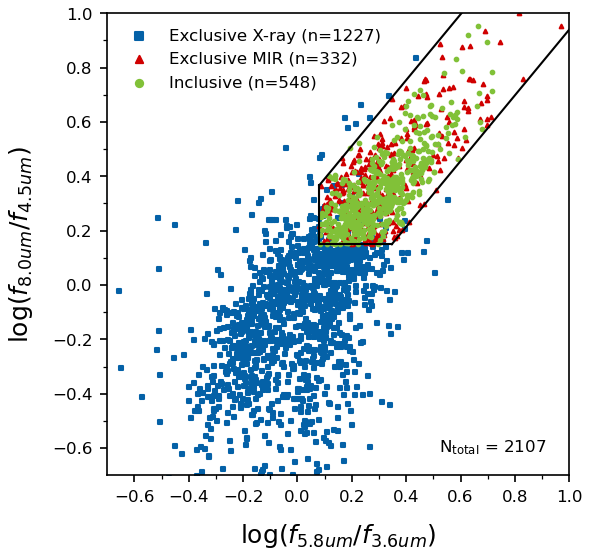 Exclusive X-ray (n=1227)
Exclusive MIR (n=332)
Inclusive (n=548)
1.0
0.8
0.6
0.4
0.2
0.0
−0.2
−0.4
−0.6
log(f8.0um/f4.5um)
Ntotal = 2107
−0.6 −0.4 −0.2 0.0 0.2 0.4 0.6 0.8 1.0
log(f5.8um/f3.6um)